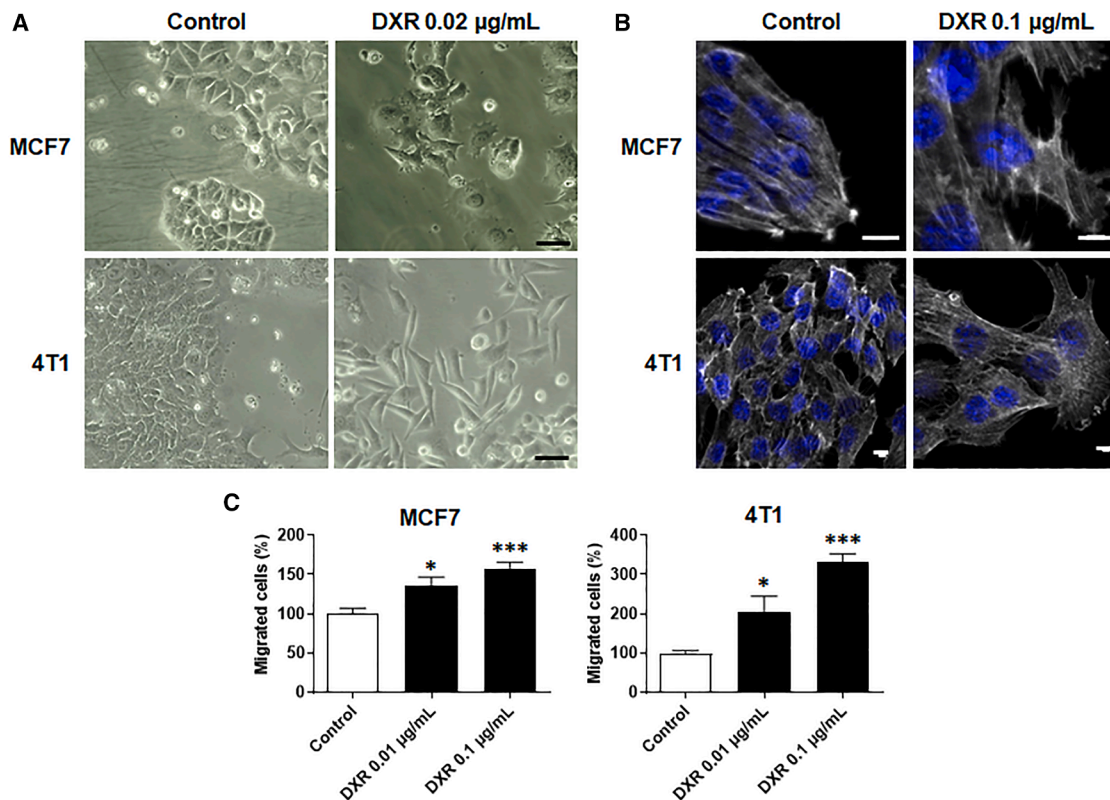 A
Control
DXR 0.02 µg/mL
MCF7
4T1
B
Control
DXR 0.1 µg/mL
MCF7
4T1
C
MCF7
Migrated cells (%)
200
150
100
50
0
*
***
Control
DXR 0.01 µg/mL
DXR 0.1 µg/mL
4T1
Migrated cells (%)
400
300
200
100
0
*
***
Control
DXR 0.01 µg/mL
DXR 0.1 µg/mL